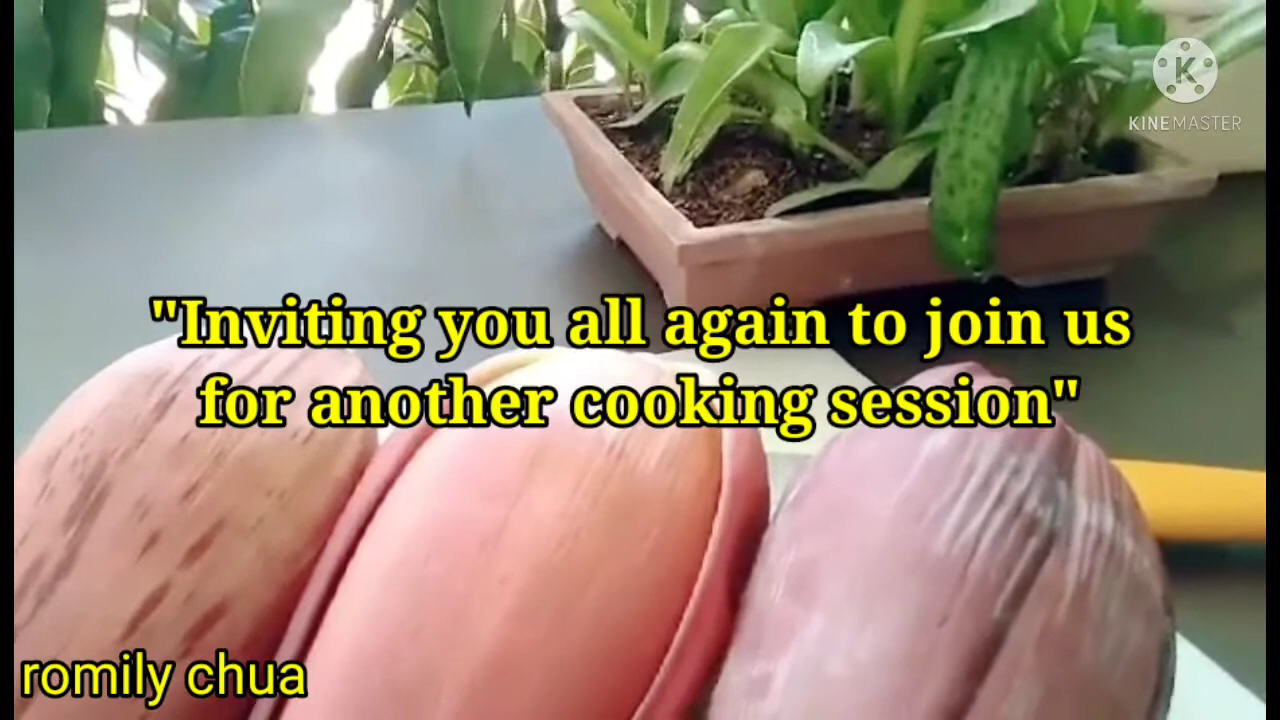 KINEMASTER
"Inviting you all again to join us
for another cooking session"
romily chua